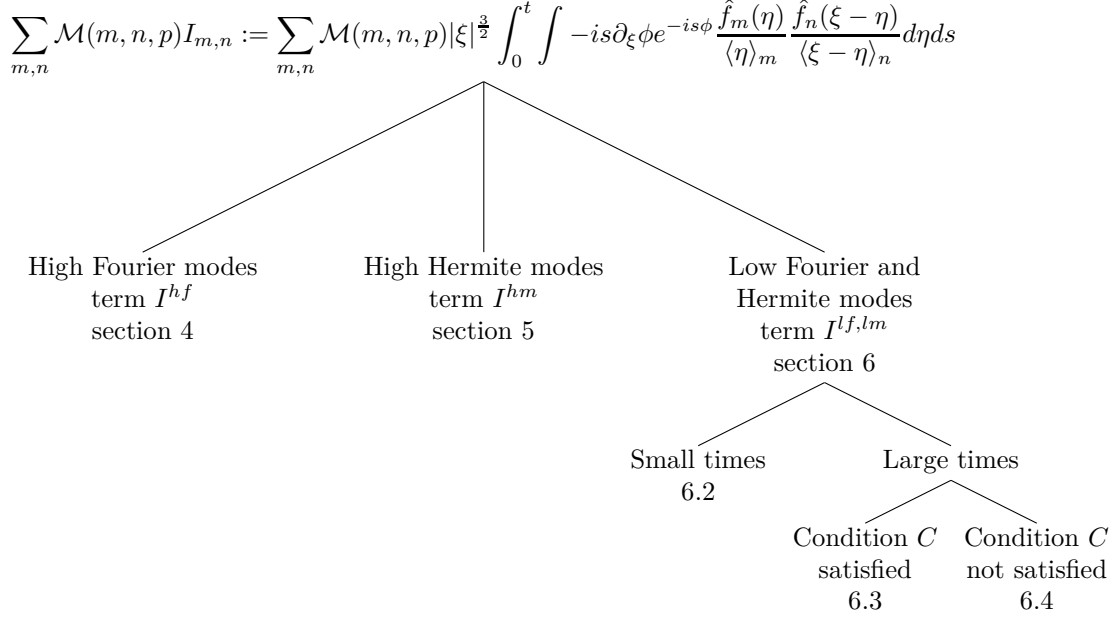 $$\sum_{m,n} \mathcal{M}(m,n,p) I_{m,n} := \sum_{m,n} \mathcal{M}(m,n,p) |\xi|^{\frac{3}{2}} \int_0^t \int -is\partial_\xi \phi e^{-is\phi} \frac{\hat{f}_m(\eta)}{\langle \eta \rangle_m} \frac{\hat{f}_n(\xi - \eta)}{\langle \xi - \eta \rangle_n} d\eta ds$$
High Fourier modes
term $I^{hf}$
section 4
High Hermite modes
term $I^{hm}$
section 5
Low Fourier and
Hermite modes
term $I^{lf,lm}$
section 6
Small times
6.2
Large times
Condition $C$
satisfied
6.3
Condition $C$
not satisfied
6.4